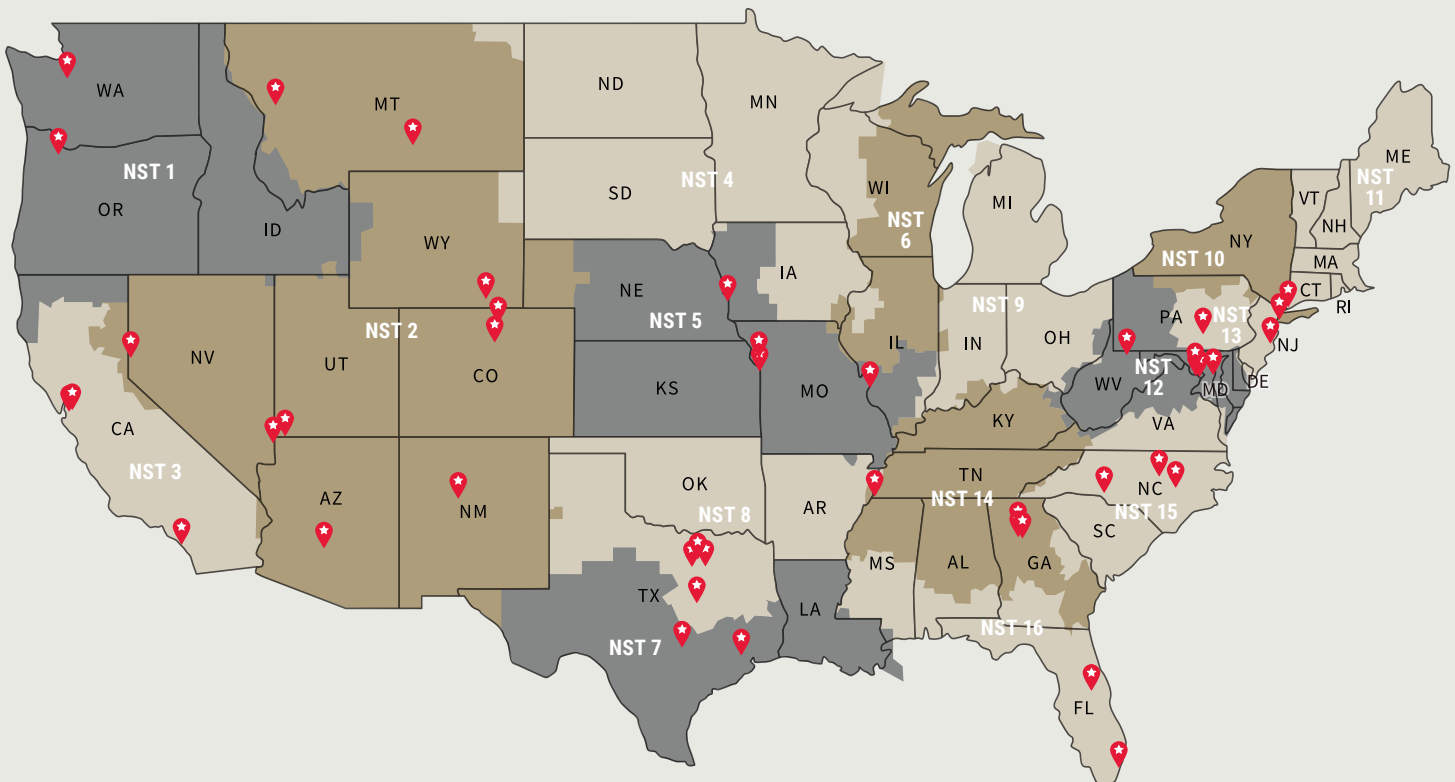 WA
MT
ND
MN
ME
NST 1
NST 4
WI
MI
NST
11
VT
OR
SD
NST
6
NH
ID
WY
NY
NST 10
MA
IA
NE
CT
RI
NST 2
NST 5
NST 9
PA
NST
13
NV
UT
CO
KS
MO
IL
IN
OH
NJ
WV
NST
12
MD
DE
CA
KY
VA
NST 3
AZ
NM
OK
TN
NC
NST 8
AR
NST 14
NST 15
SC
MS
AL
GA
TX
LA
NST 7
NST 16
FL